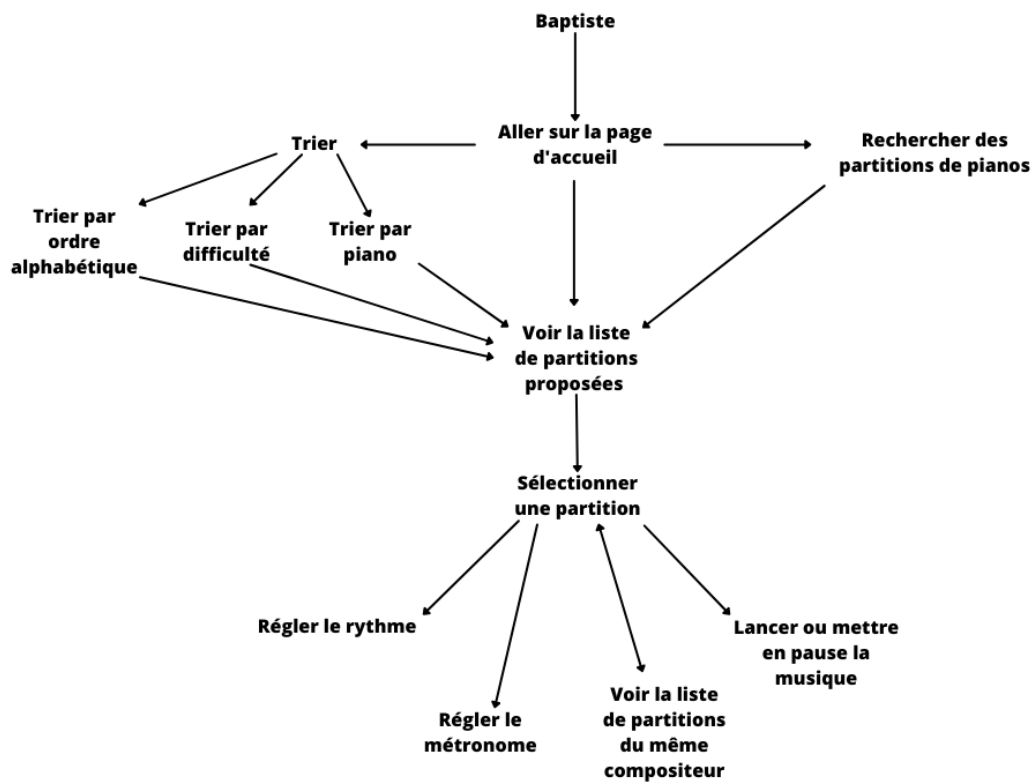 Baptiste
Aller sur la page
d'accueil
Trier
Rechercher des
partitions de pianos
Trier par
ordre
alphabétique
Trier par
difficulté
Trier par
piano
Voir la liste
de partitions
proposées
Sélectionner
une partition
Régler le rythme
Régler le
métronome
Voir la liste
de partitions
du même
compositeur
Lancer ou mettre
en pause la
musique